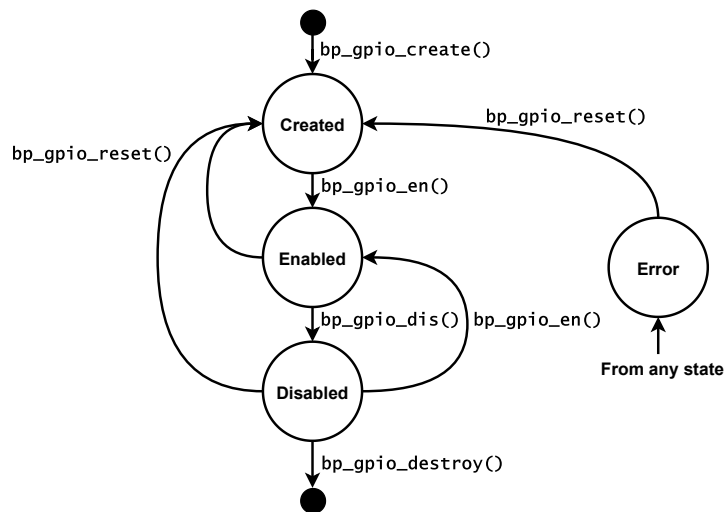 bp_gpio_create()
Created
bp_gpio_reset()
bp_gpio_reset()
bp_gpio_en()
Enabled
Error
bp_gpio_dis()
bp_gpio_en()
From any state
Disabled
bp_gpio_destroy()